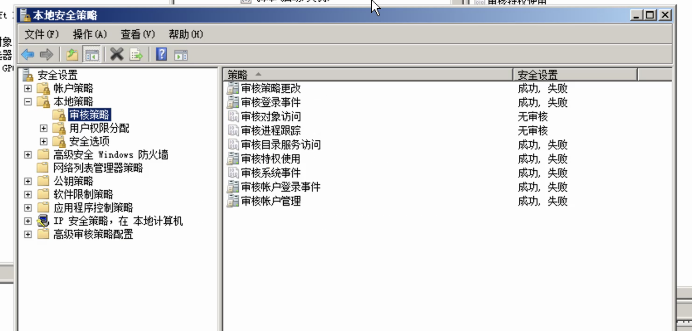 本地安全策略
文件(F) 操作(A) 查看(V) 帮助(H)
安全设置
帐户策略
本地策略
审核策略
用户权限分配
安全选项
高级安全 Windows 防火墙
网络列表管理器策略
公钥策略
软件限制策略
应用程序控制策略
IP 安全策略，在 本地计算机
高级审核策略配置
策略 安全设置
审核策略更改 成功, 失败
审核登录事件 成功, 失败
审核对象访问 无审核
审核进程跟踪 无审核
审核目录服务访问 成功, 失败
审核特权使用 成功, 失败
审核系统事件 成功, 失败
审核帐户登录事件 成功, 失败
审核帐户管理 成功, 失败